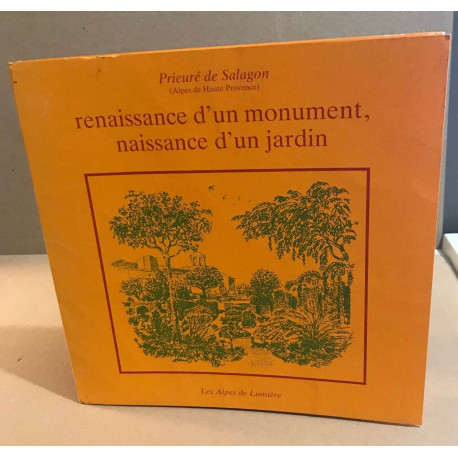 Prieuré de Salagon
(Alpes de Haute Provence)
renaissance d'un monument,
naissance d'un jardin
Les Alpes de Lumière